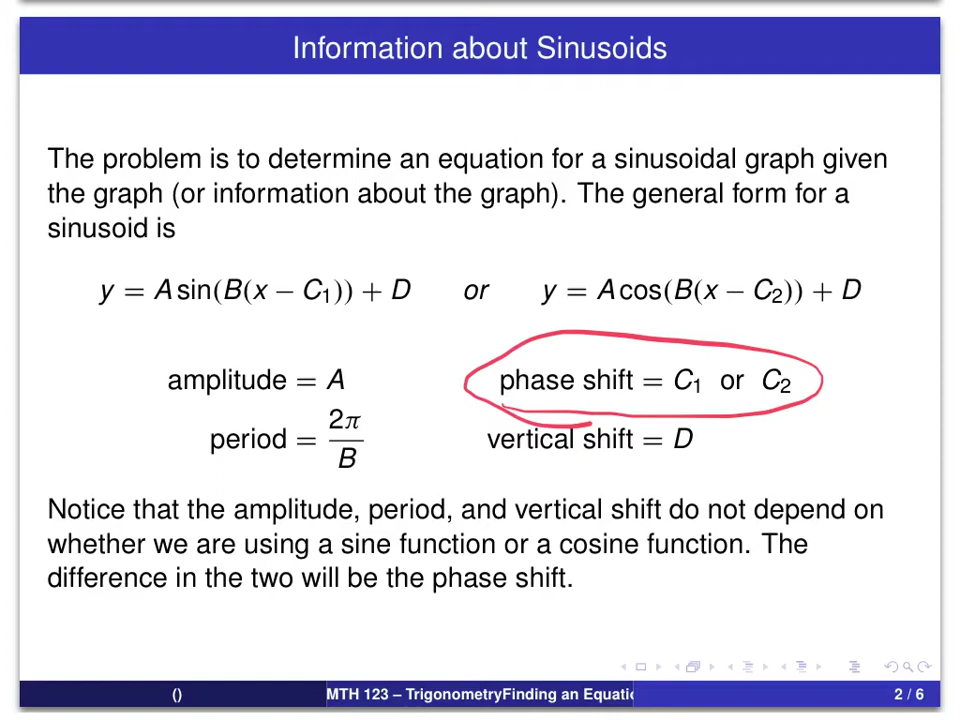 Information about Sinusoids
The problem is to determine an equation for a sinusoidal graph given
the graph (or information about the graph). The general form for a
sinusoid is
y = A sin(B(x − C₁)) + D or y = A cos(B(x − C₂)) + D
amplitude = A phase shift = C₁ or C₂
period = 2π/B vertical shift = D
Notice that the amplitude, period, and vertical shift do not depend on
whether we are using a sine function or a cosine function. The
difference in the two will be the phase shift.
() MTH 123 – TrigonometryFinding an Equatio 2 / 6